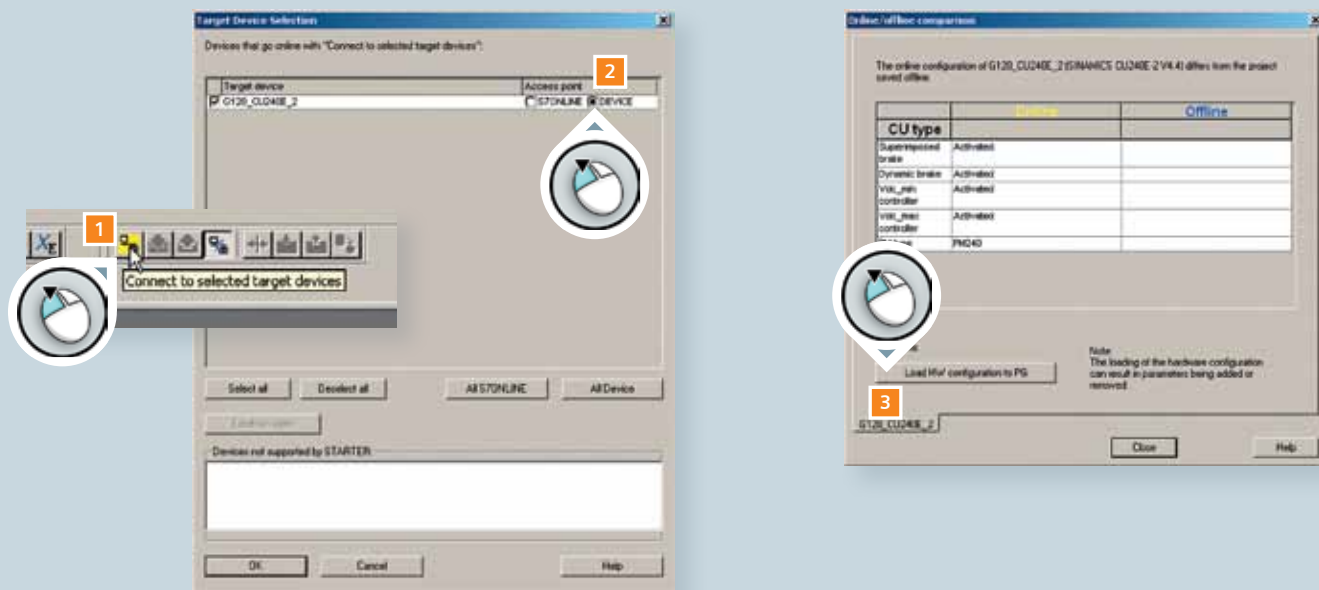 Target Device Selection
Devices that go online with "Connect to selected target devices":
2
Target device
Access point
G120_CU240E_2
S7ONLINE
DEVICE
1
Connect to selected target devices
Select all
Deselect all
All S7ONLINE
All Device
Devices not supported by STARTER
OK
Cancel
Help
Online/offline comparison
The online configuration of G120_CU240E_2 (SINAMICS CU240E-2 V4.4) differs from the project
saved offline.
Online
Offline
CU type
Superimposed
brake
Activated
Dynamic brake
Activated
Vdc_min
controller
Activated
Vdc_max
controller
Activated
PM240
Load HW configuration to PG
Note:
The loading of the hardware configuration
can result in parameters being added or
removed
3
G120_CU240E_2
Close
Help